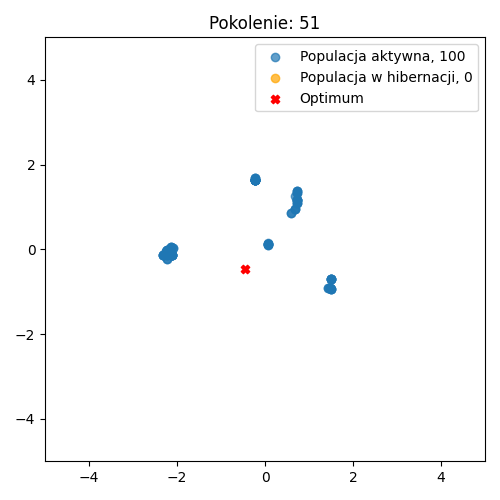 Pokolenie: 51
Populacja aktywna, 100
Populacja w hibernacji, 0
Optimum
4
2
0
−2
−4
−4 −2 0 2 4